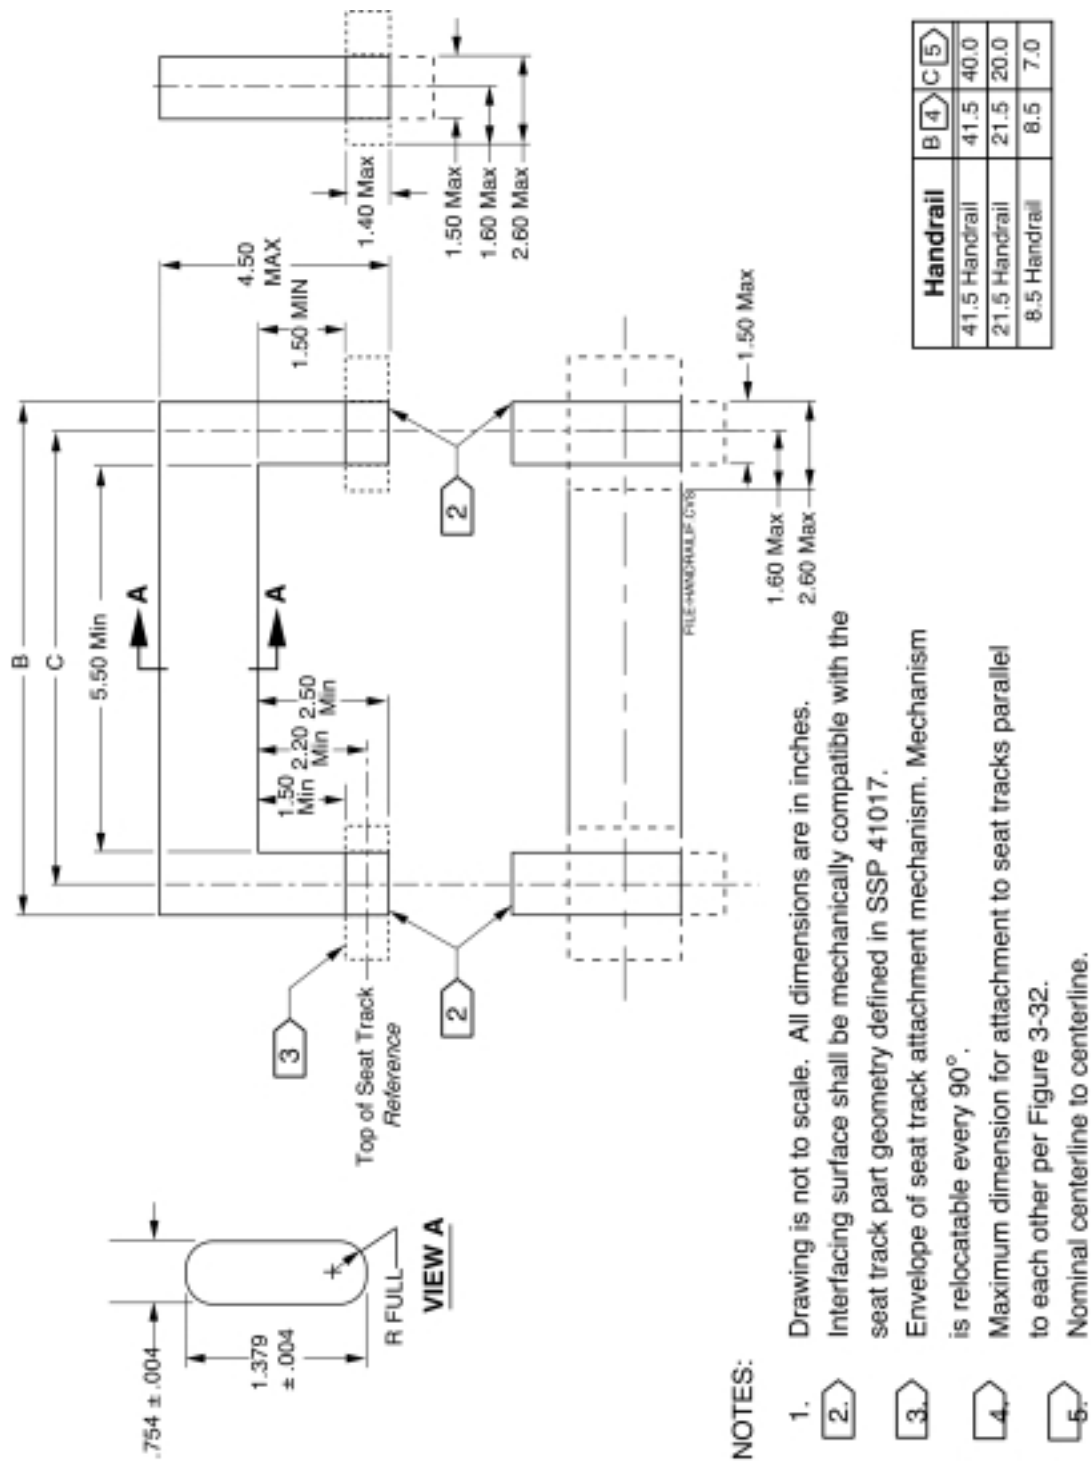 B
C
5.50 Min
A
A
1.50
Min
2.20
Min
2.50
Min
4.50
MAX
1.50 MIN
1.40 Max
1.50 Max
1.60 Max
2.60 Max
3
2
2
Top of Seat Track
Reference
.754 ± .004
1.379
± .004
R FULL
VIEW A
FILE-HANDRAILIF.CVS
1.50 Max
1.60 Max
2.60 Max
Handrail B 4 C 5
41.5 Handrail 41.5 40.0
21.5 Handrail 21.5 20.0
8.5 Handrail 8.5 7.0
NOTES:
1. Drawing is not to scale. All dimensions are in inches.
2. Interfacing surface shall be mechanically compatible with the
seat track part geometry defined in SSP 41017.
3. Envelope of seat track attachment mechanism. Mechanism
is relocatable every 90°.
4. Maximum dimension for attachment to seat tracks parallel
to each other per Figure 3-32.
5. Nominal centerline to centerline.